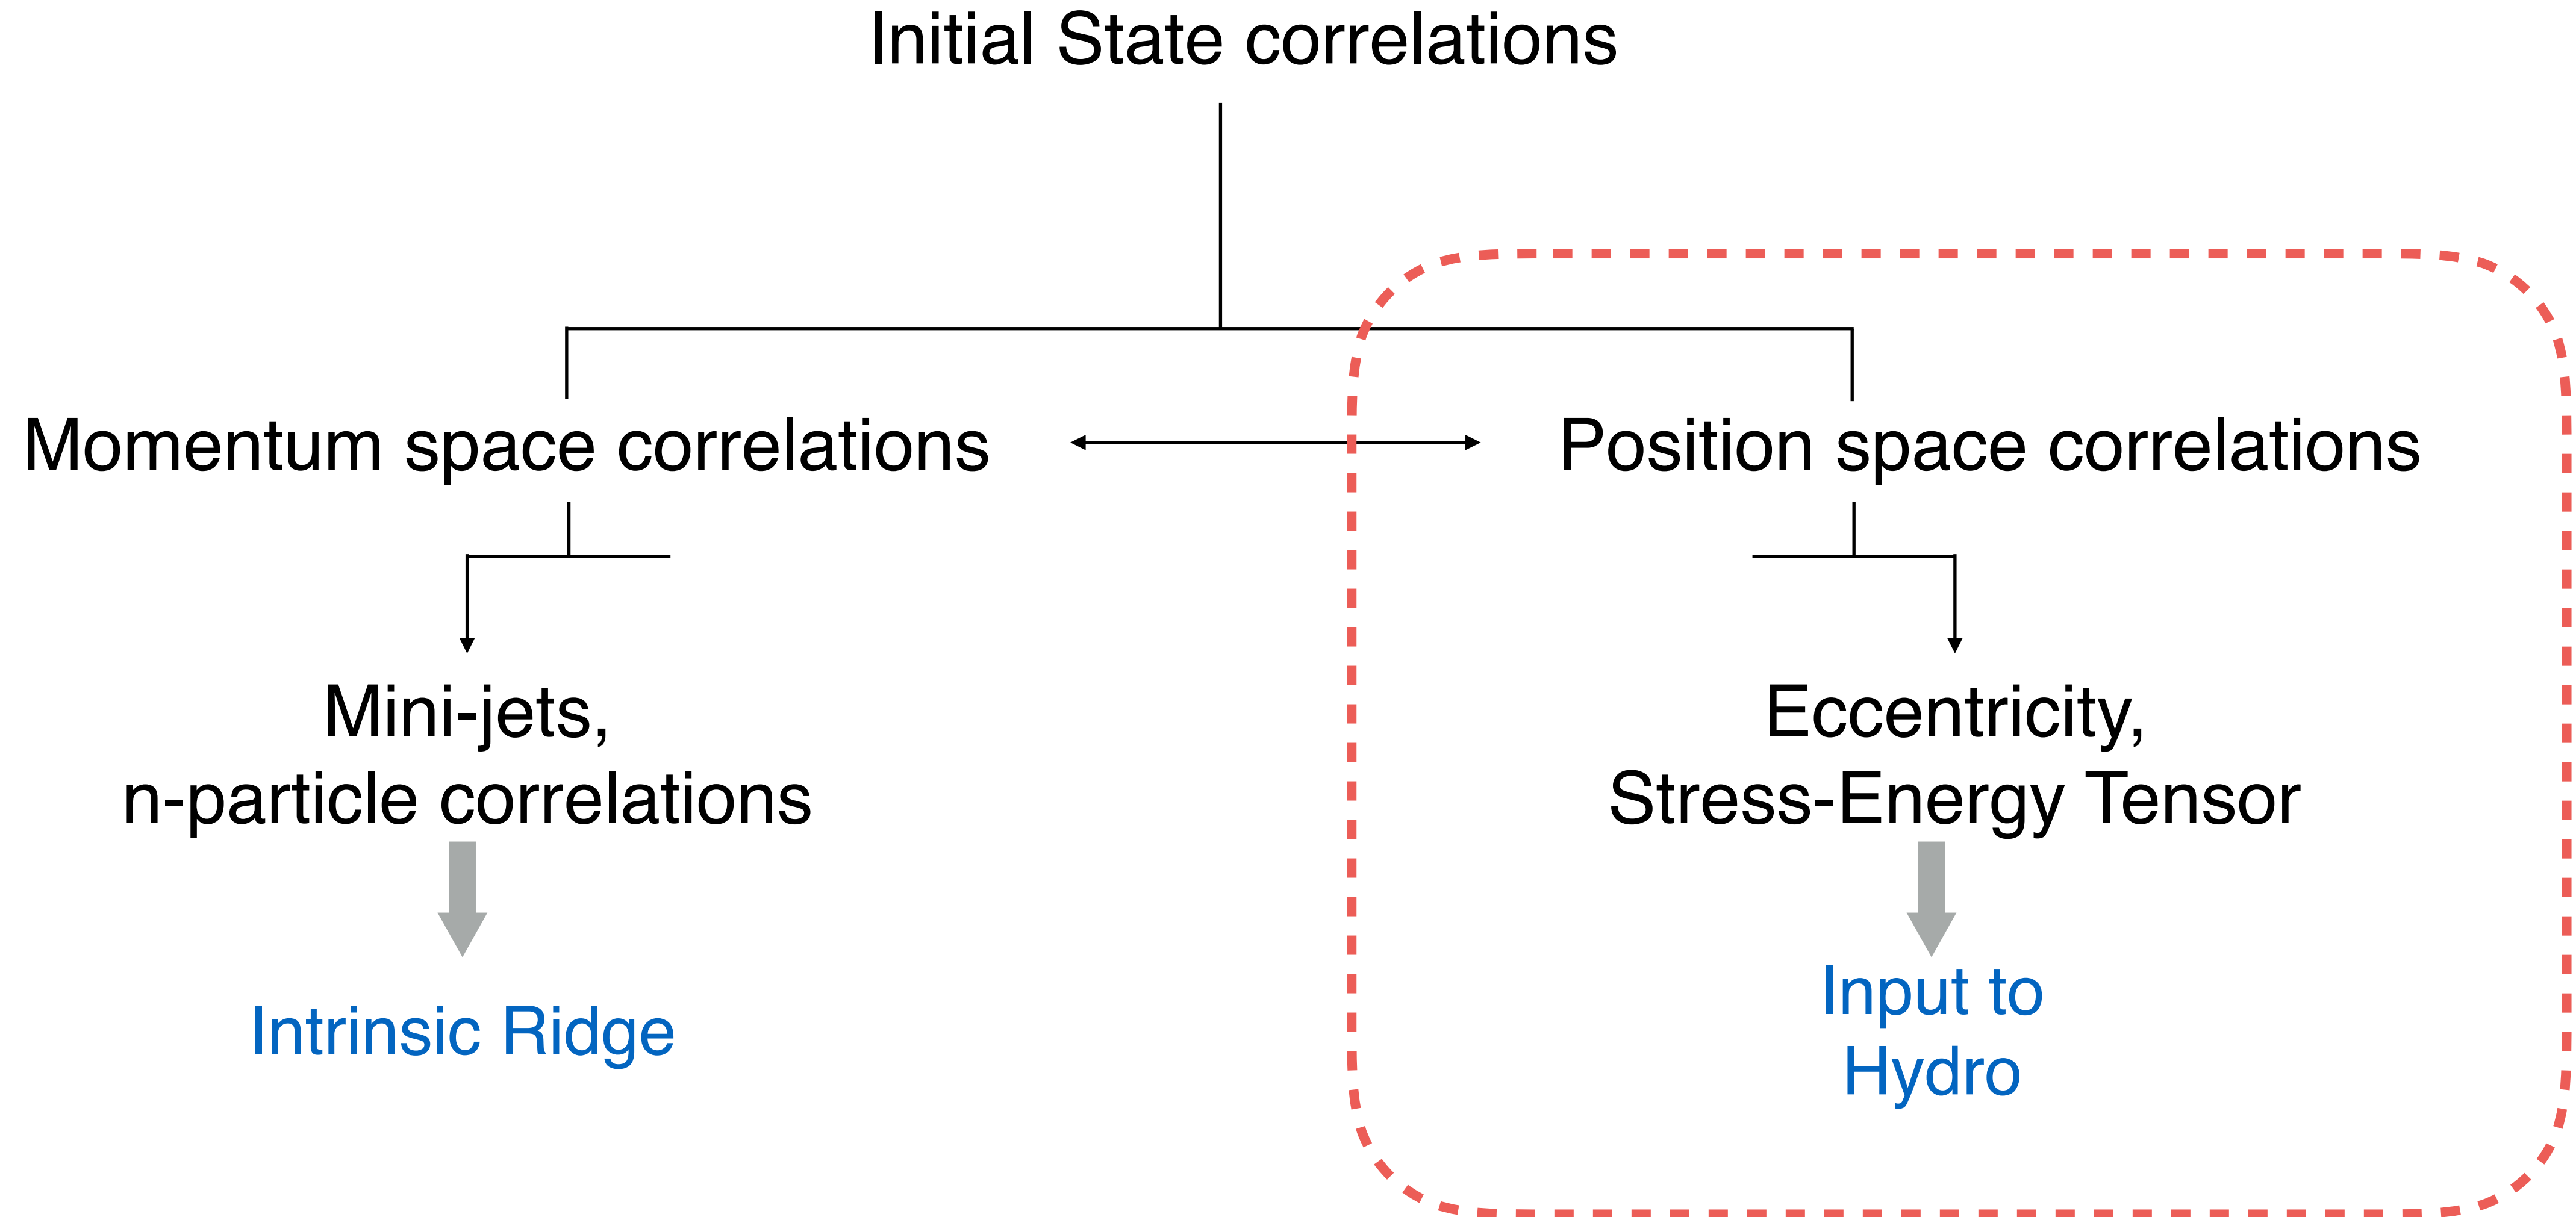 Initial State correlations
Momentum space correlations
Position space correlations
Mini-jets,
n-particle correlations
Eccentricity,
Stress-Energy Tensor
Intrinsic Ridge
Input to
Hydro